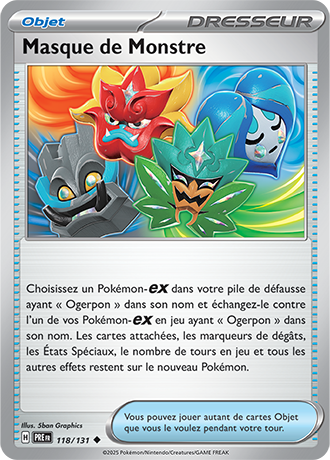 Objet
DRESSEUR
Masque de Monstre
Choisissez un Pokémon-ex dans votre pile de défausse
ayant « Ogerpon » dans son nom et échangez-le contre
l'un de vos Pokémon-ex en jeu ayant « Ogerpon » dans
son nom. Les cartes attachées, les marqueurs de dégâts,
les États Spéciaux, le nombre de tours en jeu et tous les
autres effets restent sur le nouveau Pokémon.
Illus. 5ban Graphics
H PRE FR 118/131 ◆
Vous pouvez jouer autant de cartes Objet
que vous le voulez pendant votre tour.
©2025 Pokémon/Nintendo/Creatures/GAME FREAK